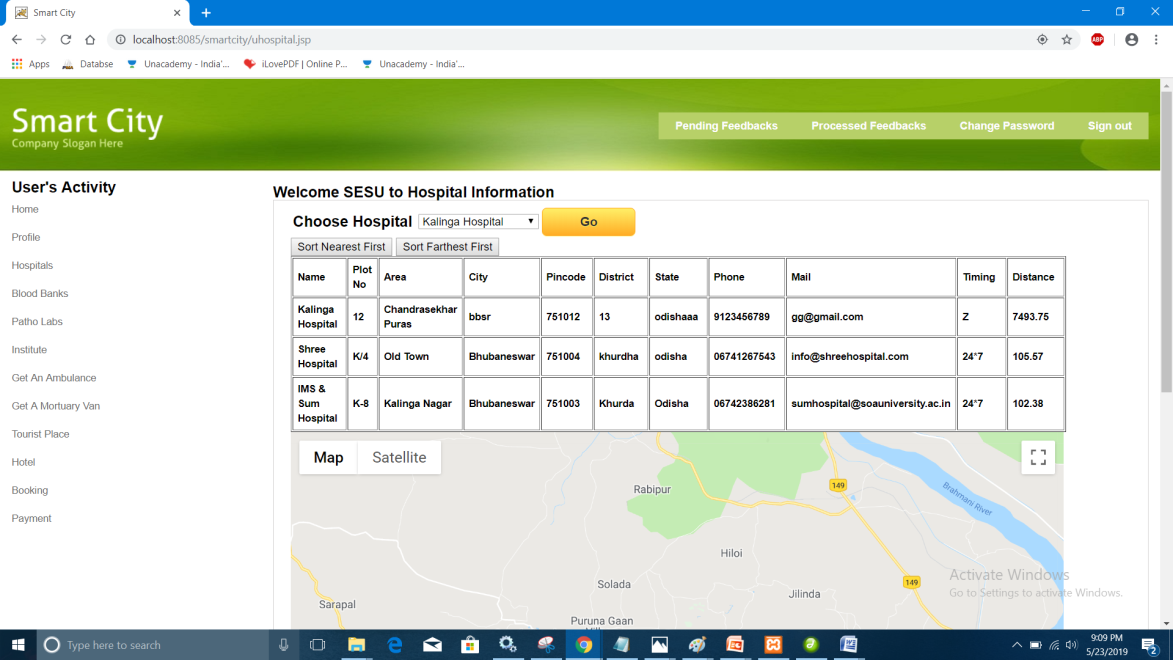 Smart City
localhost:8085/smartcity/uhospital.jsp
ABP
Apps Databse Unacademy - India'... iLovePDF | Online P... Unacademy - India'...
Smart City
Company Slogan Here
Pending Feedbacks Processed Feedbacks Change Password Sign out
User's Activity
Home
Profile
Hospitals
Blood Banks
Patho Labs
Institute
Get An Ambulance
Get A Mortuary Van
Tourist Place
Hotel
Booking
Payment
Welcome SESU to Hospital Information
Choose Hospital Kalinga Hospital Go
Sort Nearest First Sort Farthest First
Name Plot No Area City Pincode District State Phone Mail Timing Distance
Kalinga Hospital 12 Chandrasekhar Puras bbsr 751012 13 odishaaa 9123456789 gg@gmail.com Z 7493.75
Shree Hospital K/4 Old Town Bhubaneswar 751004 khurdha odisha 06741267543 info@shreehospital.com 24*7 105.57
IMS & Sum Hospital K-8 Kalinga Nagar Bhubaneswar 751003 Khurda Odisha 06742386281 sumhospital@soauniversity.ac.in 24*7 102.38
Map Satellite
Rabipur
149
Brahmani River
Hiloi
149
Solada
Jilinda
Sarapal
Puruna Gaan
Activate Windows
Go to Settings to activate Windows.
Type here to search
9:09 PM
5/23/2019
2